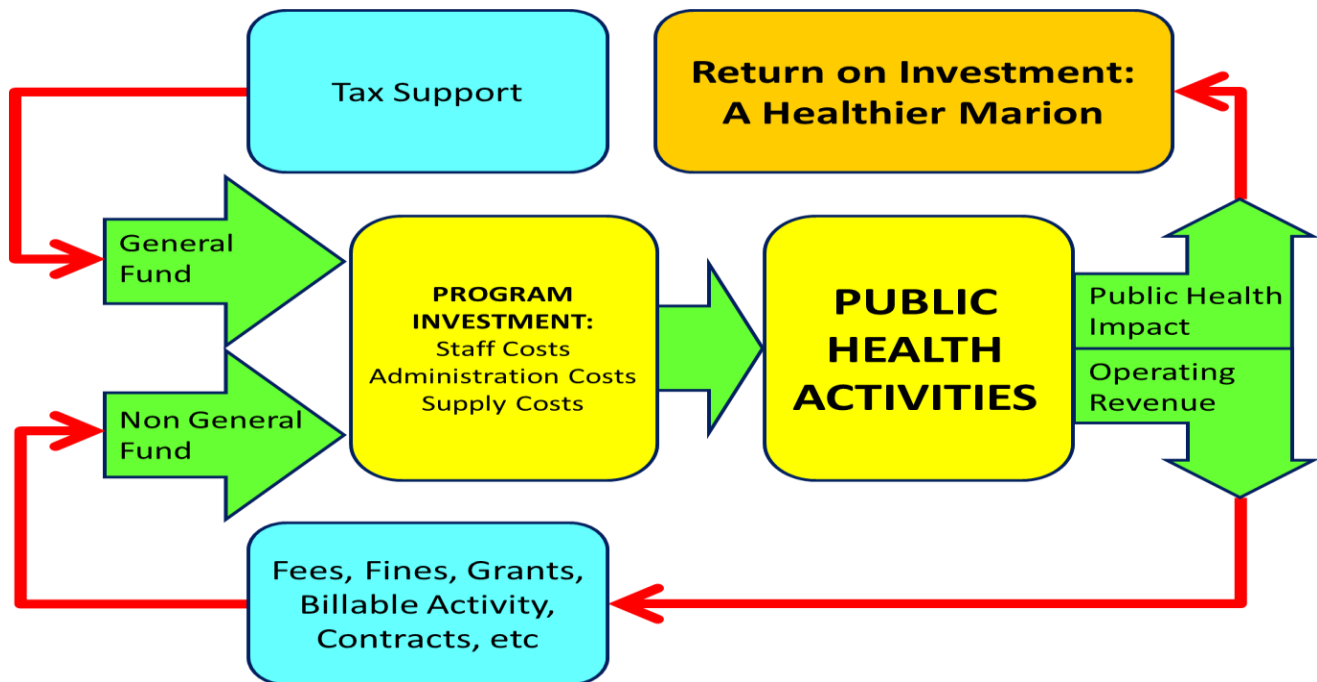 Tax Support
Return on Investment:
A Healthier Marion
General
Fund
PROGRAM
INVESTMENT:
Staff Costs
Administration Costs
Supply Costs
PUBLIC
HEALTH
ACTIVITIES
Public Health
Impact
Operating
Revenue
Non General
Fund
Fees, Fines, Grants,
Billable Activity,
Contracts, etc